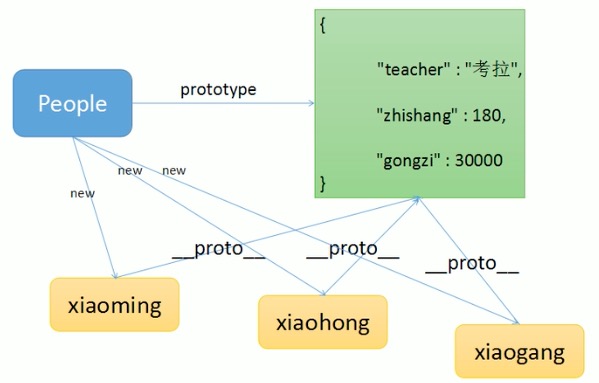 {
"teacher" : "考拉",
People
prototype
"zhishang" : 180,
"gongzi" : 30000
}
new
new
new
__proto__
__proto__
__proto__
xiaoming
xiaohong
xiaogang